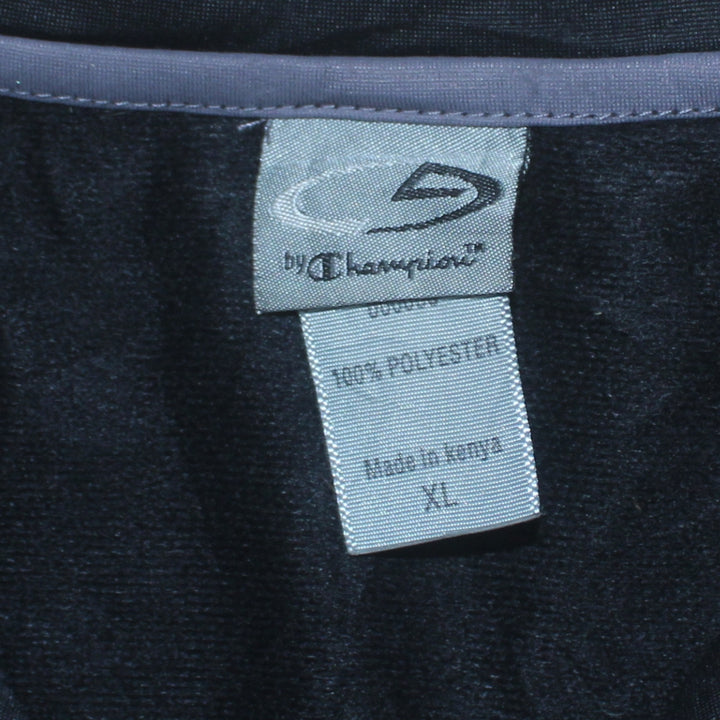 by Champion™
100% POLYESTER
Made in kenya
XL